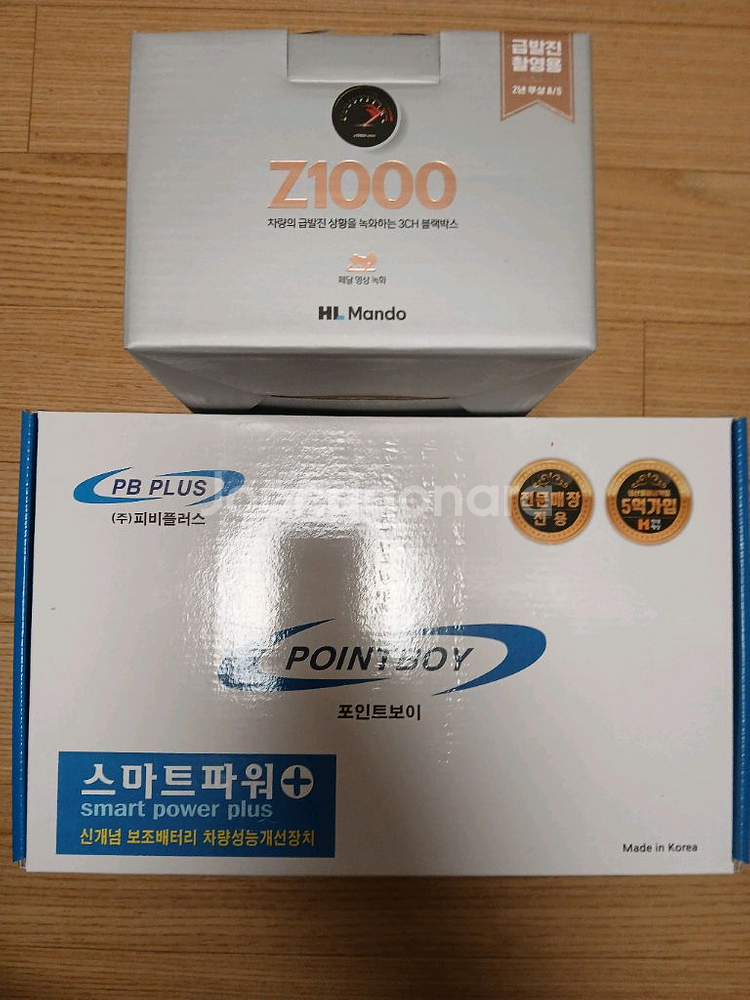 급발진
촬영용
2년 무상 A/S
Z1000
차량의 급발진 상황을 녹화하는 3CH 블랙박스
페달 영상 녹화
HL Mando
PB PLUS
(주)피비플러스
전문매장
전용
5억가입
POINTBOY
포인트보이
스마트파워+
smart power plus
신개념 보조배터리 차량성능개선장치
Made in Korea